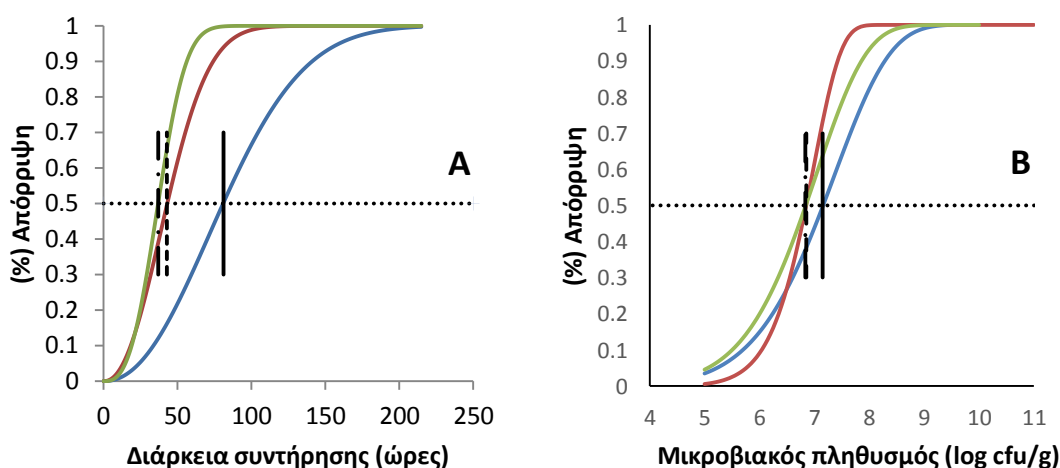 1
0.9
0.8
0.7
0.6
0.5
0.4
0.3
0.2
0.1
0
(%) Απόρριψη
A
0 50 100 150 200 250
Διάρκεια συντήρησης (ώρες)
1
0.9
0.8
0.7
0.6
0.5
0.4
0.3
0.2
0.1
0
(%) Απόρριψη
B
4 5 6 7 8 9 10 11
Μικροβιακός πληθυσμός (log cfu/g)